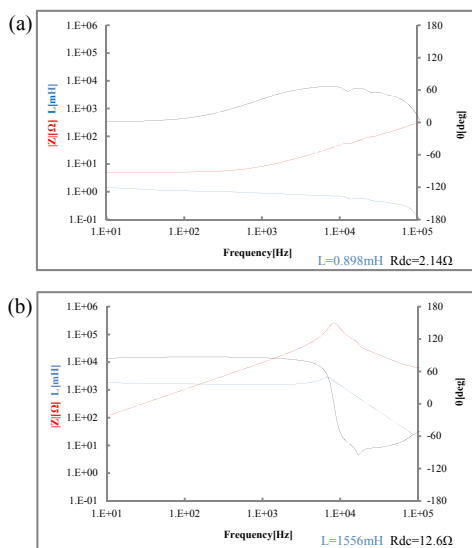 (a)
1.E+06
1.E+05
1.E+04
1.E+03
1.E+02
1.E+01
1.E+00
1.E-01
|Z|[Ω] L[mH]
180
120
60
0
-60
-120
-180
θ[deg]
1.E+01 1.E+02 1.E+03 1.E+04 1.E+05
Frequency[Hz]
L=0.898mH Rdc=2.14Ω
(b)
1.E+06
1.E+05
1.E+04
1.E+03
1.E+02
1.E+01
1.E+00
1.E-01
|Z|[Ω] L[mH]
180
120
60
0
-60
-120
-180
θ[deg]
1.E+01 1.E+02 1.E+03 1.E+04 1.E+05
Frequency[Hz]
L=1556mH Rdc=12.6Ω